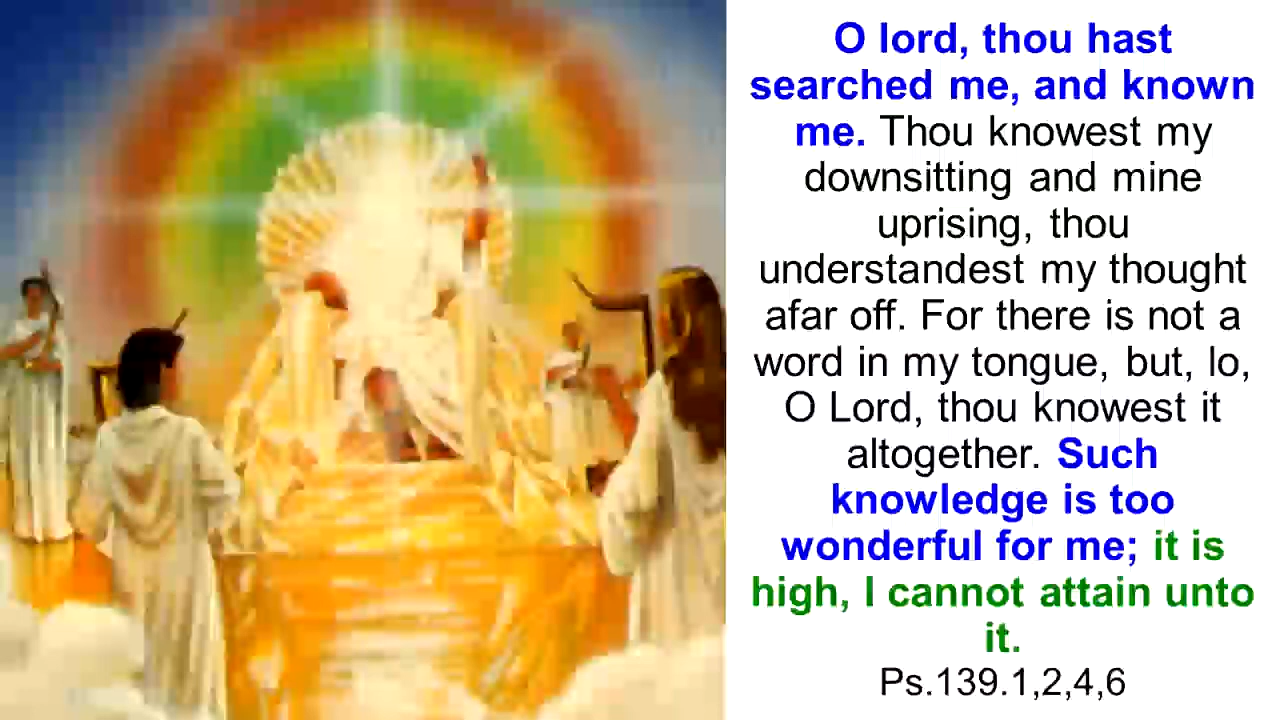 O lord, thou hast
searched me, and known
me. Thou knowest my
downsitting and mine
uprising, thou
understandest my thought
afar off. For there is not a
word in my tongue, but, lo,
O Lord, thou knowest it
altogether. Such
knowledge is too
wonderful for me; it is
high, I cannot attain unto
it.
Ps.139.1,2,4,6